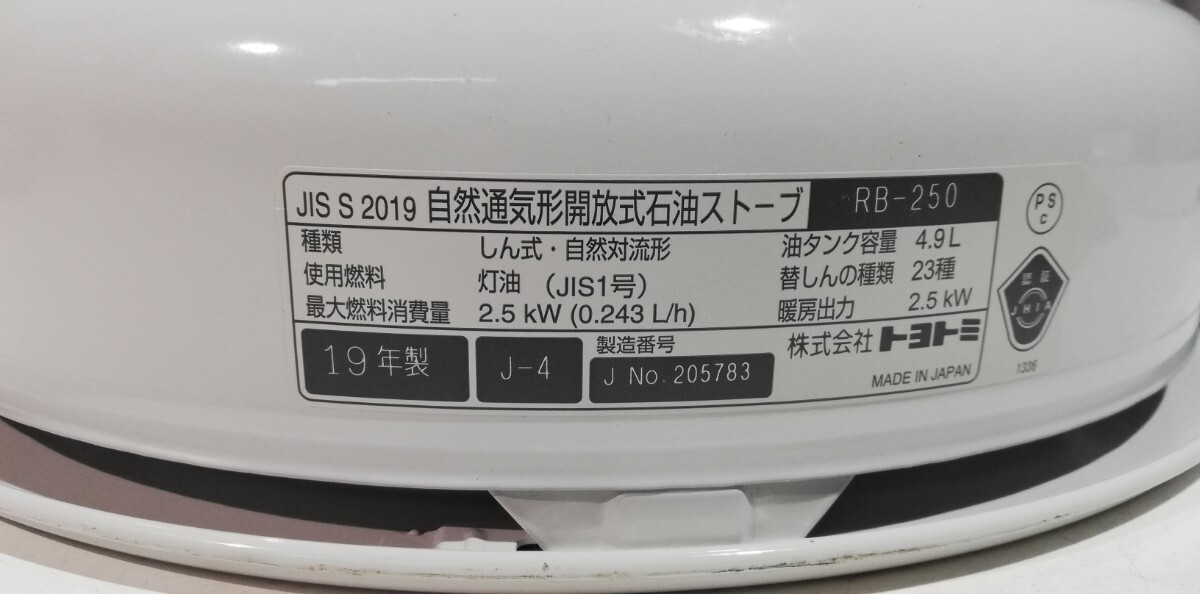 JIS S 2019 自然通気形開放式石油ストーブ RB-250
種類 しん式・自然対流形 油タンク容量 4.9L
使用燃料 灯油 (JIS1号) 替しんの種類 23種
最大燃料消費量 2.5 kW (0.243 L/h) 暖房出力 2.5 kW
19年製 J-4 製造番号 株式会社トヨトミ
J No. 205783 MADE IN JAPAN
PS
C
認証
JHIA
1336